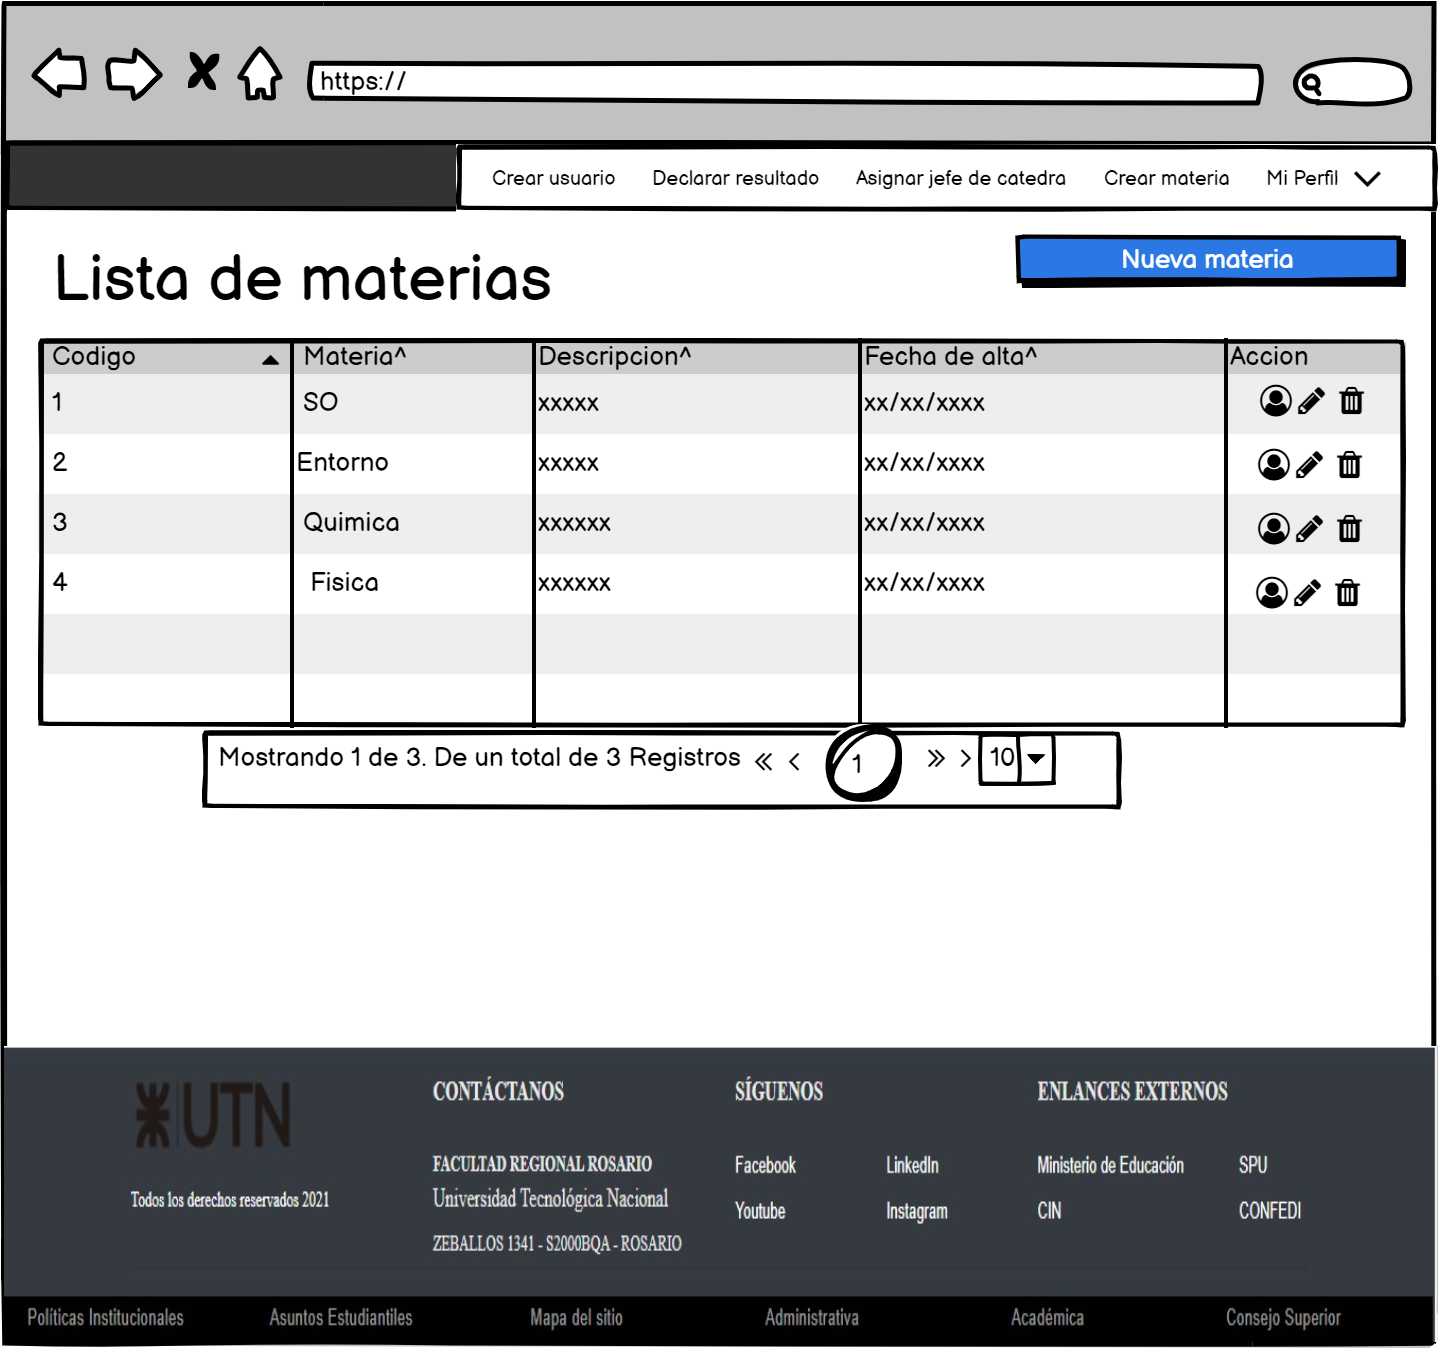 https://
Crear usuario Declarar resultado Asignar jefe de catedra Crear materia Mi Perfil
Lista de materias
Nueva materia
Codigo Materia^ Descripcion^ Fecha de alta^ Accion
1 SO xxxxx xx/xx/xxxx
2 Entorno xxxxx xx/xx/xxxx
3 Quimica xxxxxx xx/xx/xxxx
4 Fisica xxxxxx xx/xx/xxxx
Mostrando 1 de 3. De un total de 3 Registros « < 1 » > 10
UTN
Todos los derechos reservados 2021
CONTÁCTANOS
FACULTAD REGIONAL ROSARIO
Universidad Tecnológica Nacional
ZEBALLOS 1341 - S2000BQA - ROSARIO
SÍGUENOS
Facebook LinkedIn
Youtube Instagram
ENLANCES EXTERNOS
Ministerio de Educación SPU
CIN CONFEDI
Políticas Institucionales Asuntos Estudiantiles Mapa del sitio Administrativa Académica Consejo Superior